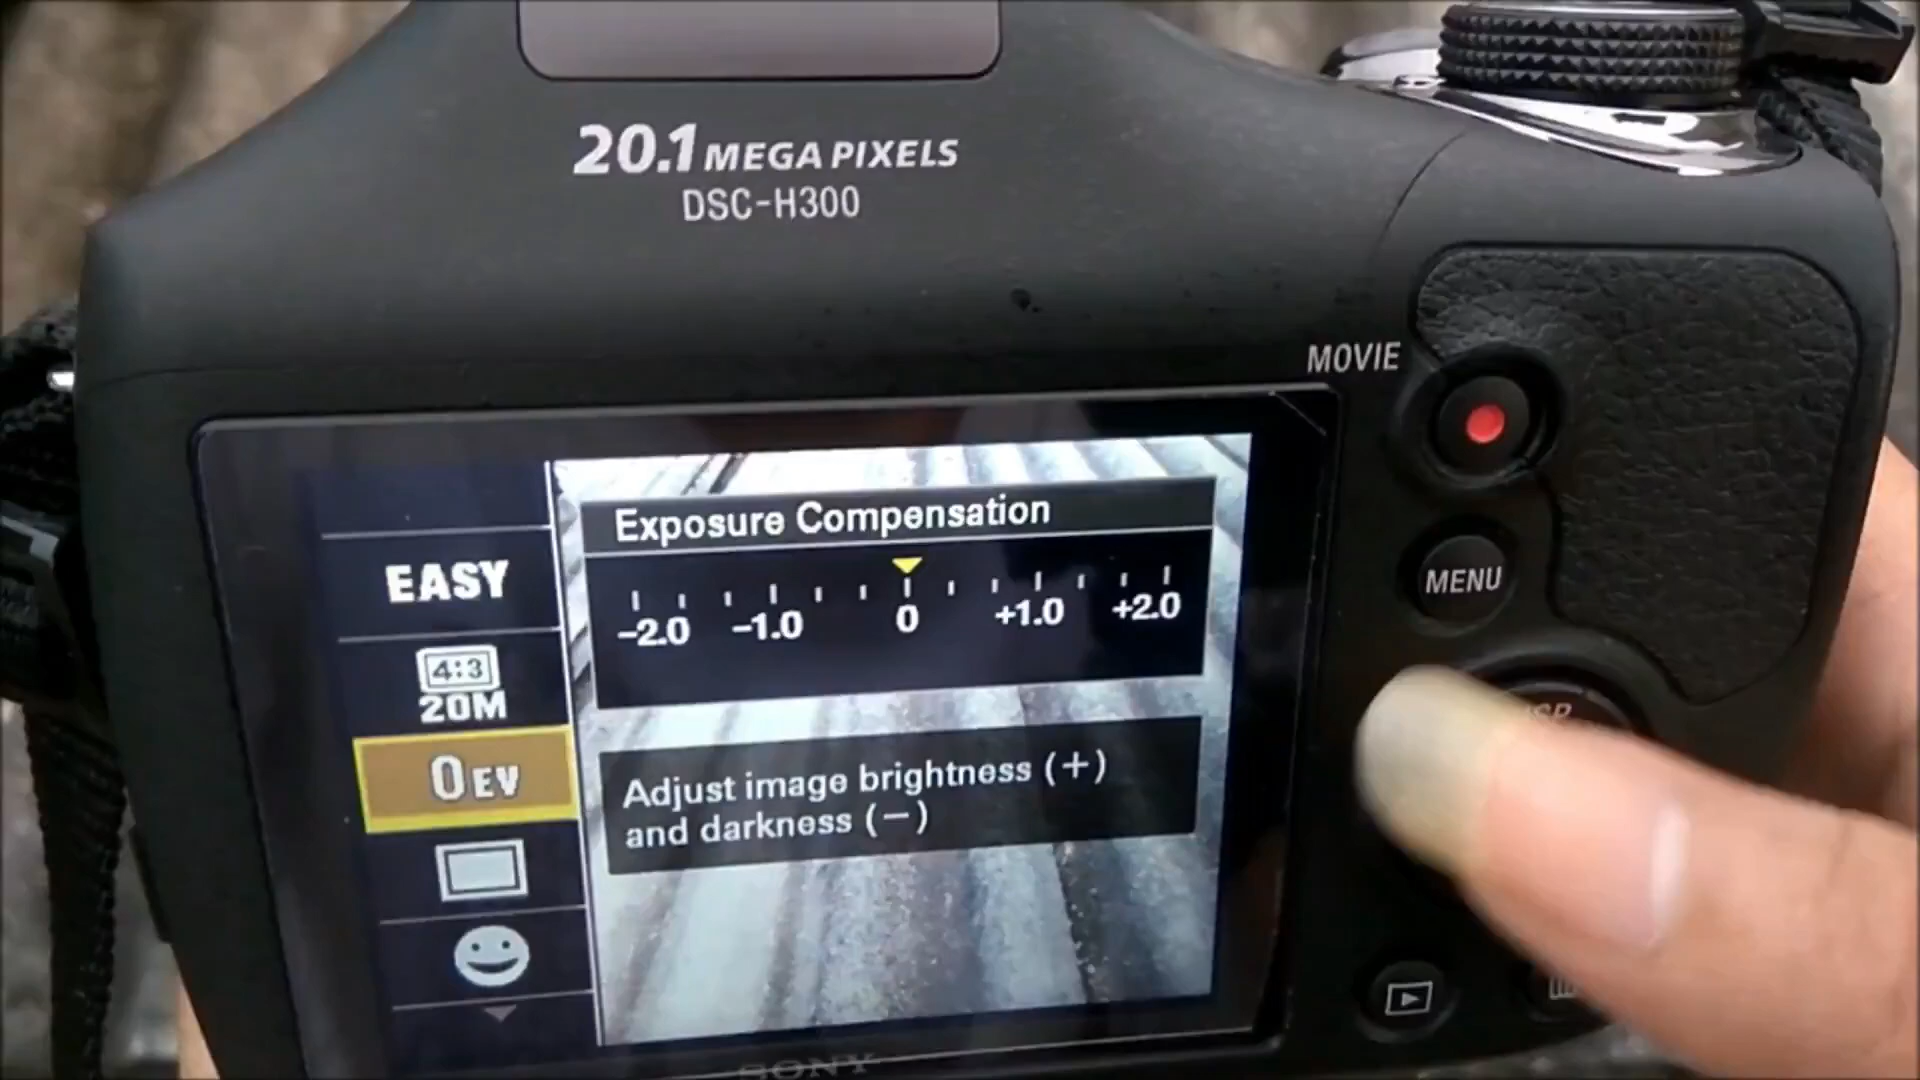 20.1 MEGA PIXELS
DSC-H300
MOVIE
MENU
Exposure Compensation
-2.0 -1.0 0 +1.0 +2.0
EASY
4:3
20M
0EV
Adjust image brightness (+)
and darkness (-)
SONY